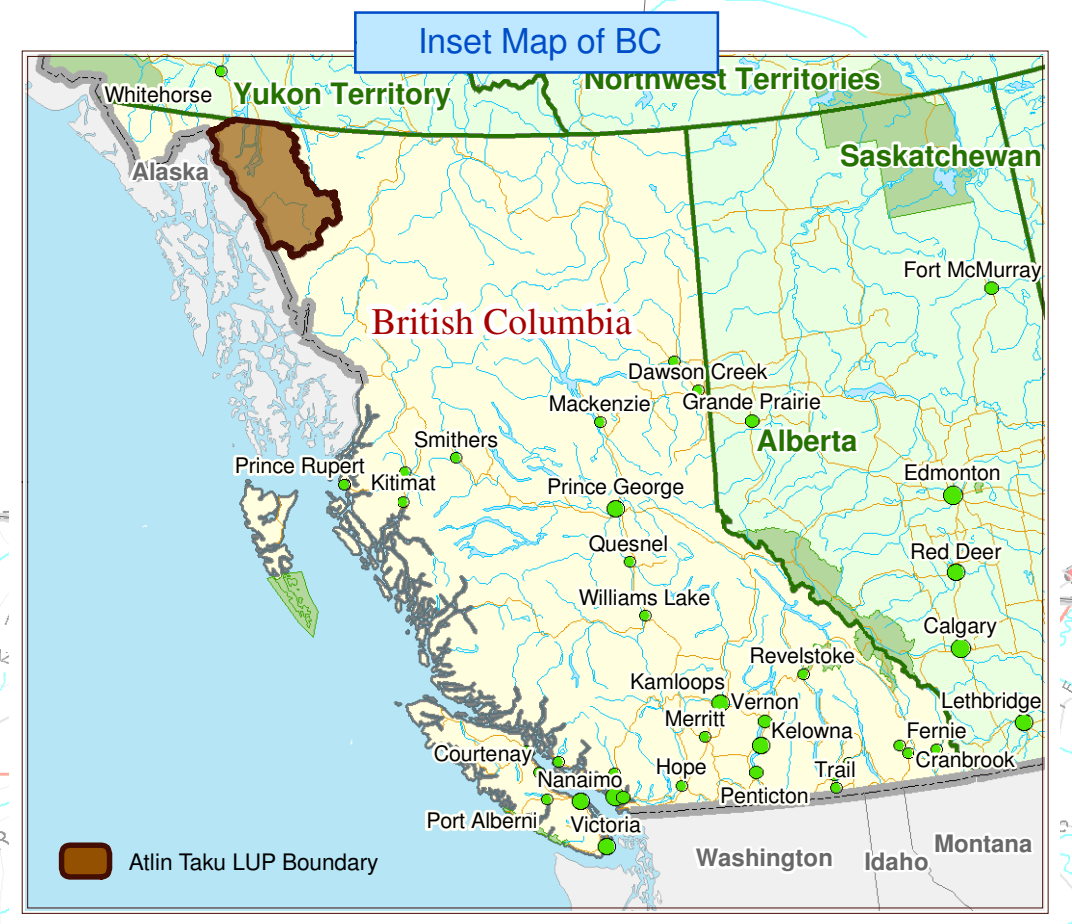 Inset Map of BC
Northwest Territories
Whitehorse
Yukon Territory
Saskatchewan
Alaska
Fort McMurray
British Columbia
Dawson Creek
Mackenzie
Grande Prairie
Smithers
Alberta
Prince Rupert
Kitimat
Edmonton
Prince George
Quesnel
Red Deer
Williams Lake
Calgary
Revelstoke
Kamloops
Vernon
Lethbridge
Merritt
Kelowna
Fernie
Courtenay
Cranbrook
Hope
Trail
Nanaimo
Penticton
Port Alberni
Victoria
Montana
Washington
Idaho
Atlin Taku LUP Boundary